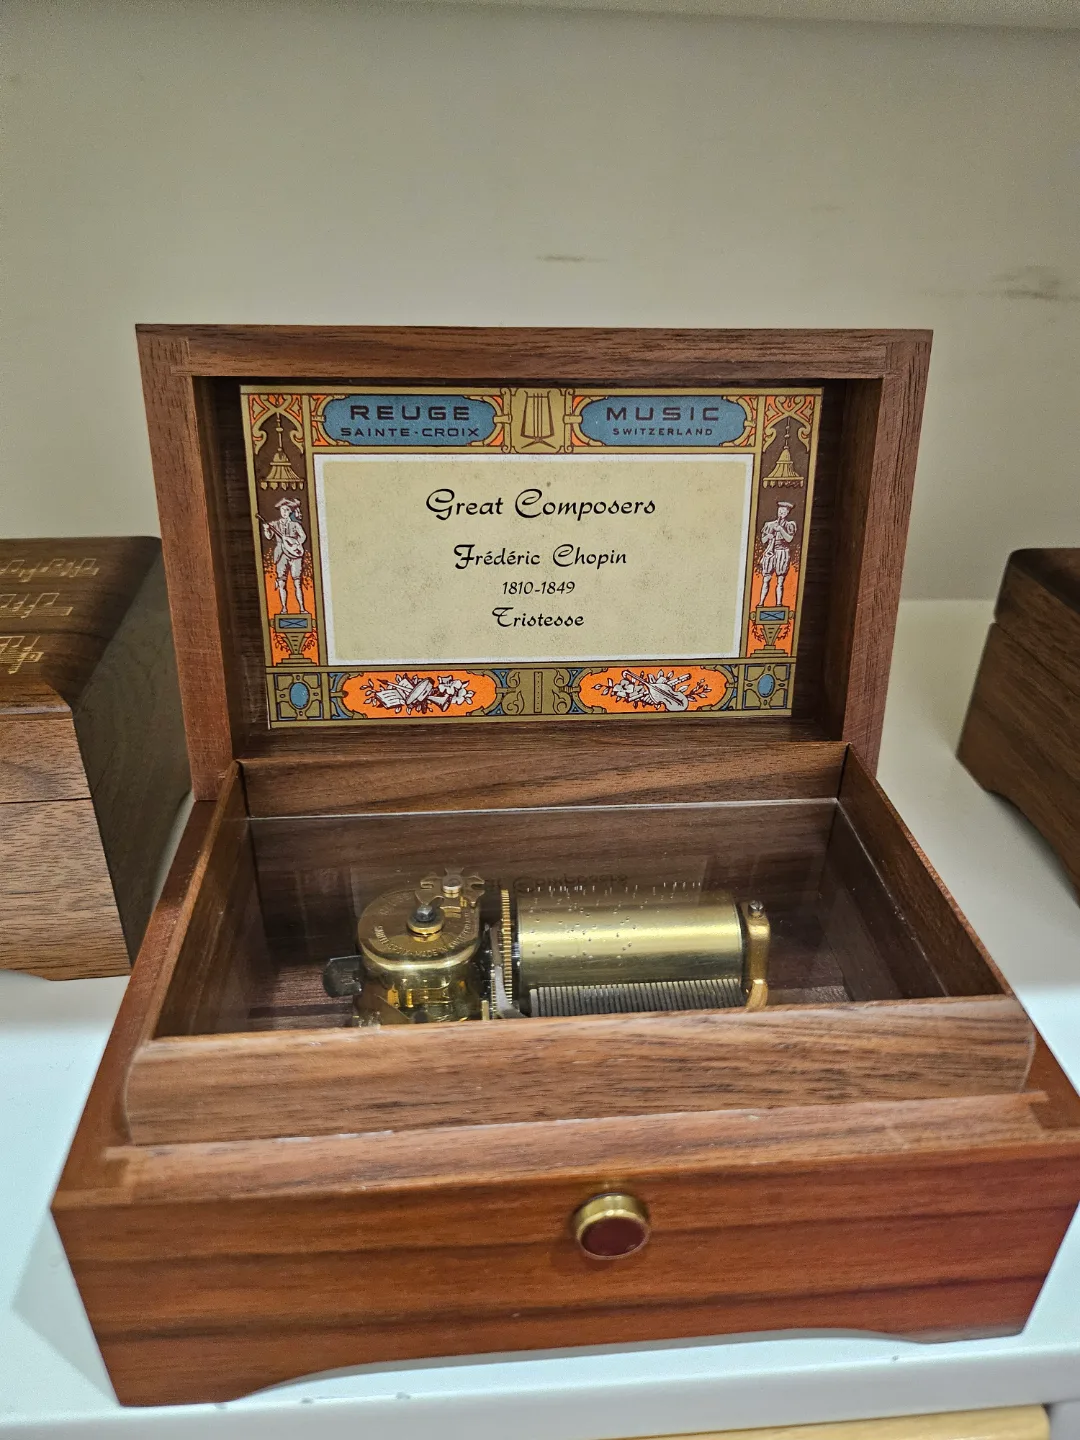 REUGE
SAINTE-CROIX
MUSIC
SWITZERLAND
Great Composers
Frédéric Chopin
1810-1849
Tristesse